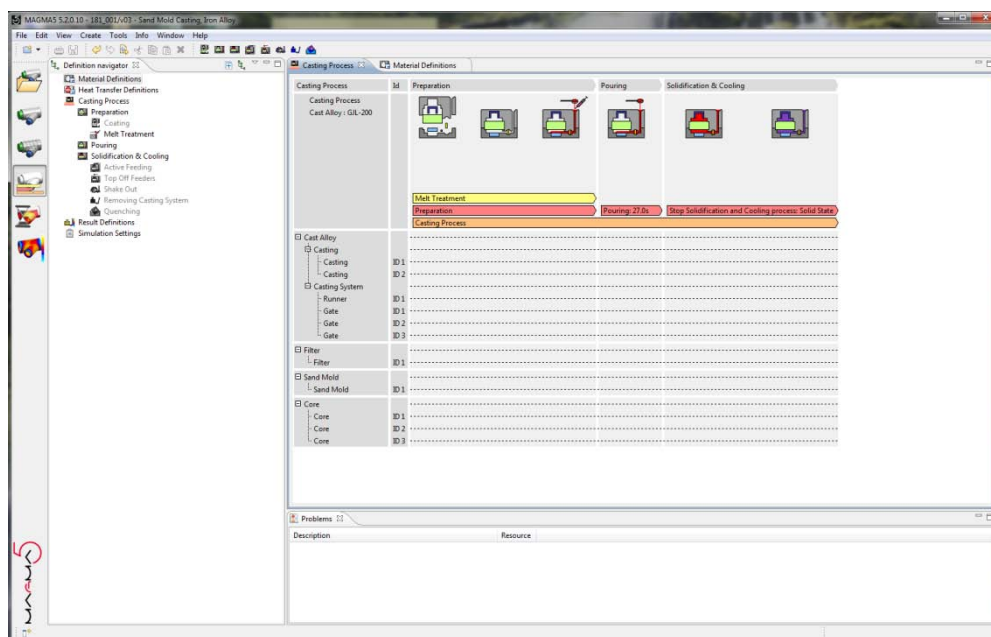 MAGMA5 5.2.0.10 - 181_001/v03 - Sand Mold Casting, Iron Alloy
File Edit View Create Tools Info Window Help
Definition navigator
Material Definitions
Heat Transfer Definitions
Casting Process
Preparation
Coating
Melt Treatment
Pouring
Solidification & Cooling
Active Feeding
Top Off Feeders
Shake Out
Removing Casting System
Quenching
Result Definitions
Simulation Settings
Casting Process Material Definitions
Casting Process Id Preparation Pouring Solidification & Cooling
Casting Process
Cast Alloy : GJL-200
Melt Treatment
Preparation Pouring: 27.0s Stop Solidification and Cooling process: Solid State
Casting Process
Cast Alloy
Casting
Casting ID 1
Casting ID 2
Casting System
Runner ID 1
Gate ID 1
Gate ID 2
Gate ID 3
Filter
Filter ID 1
Sand Mold
Sand Mold ID 1
Core
Core ID 1
Core ID 2
Core ID 3
Problems
Description Resource
MAGMA5